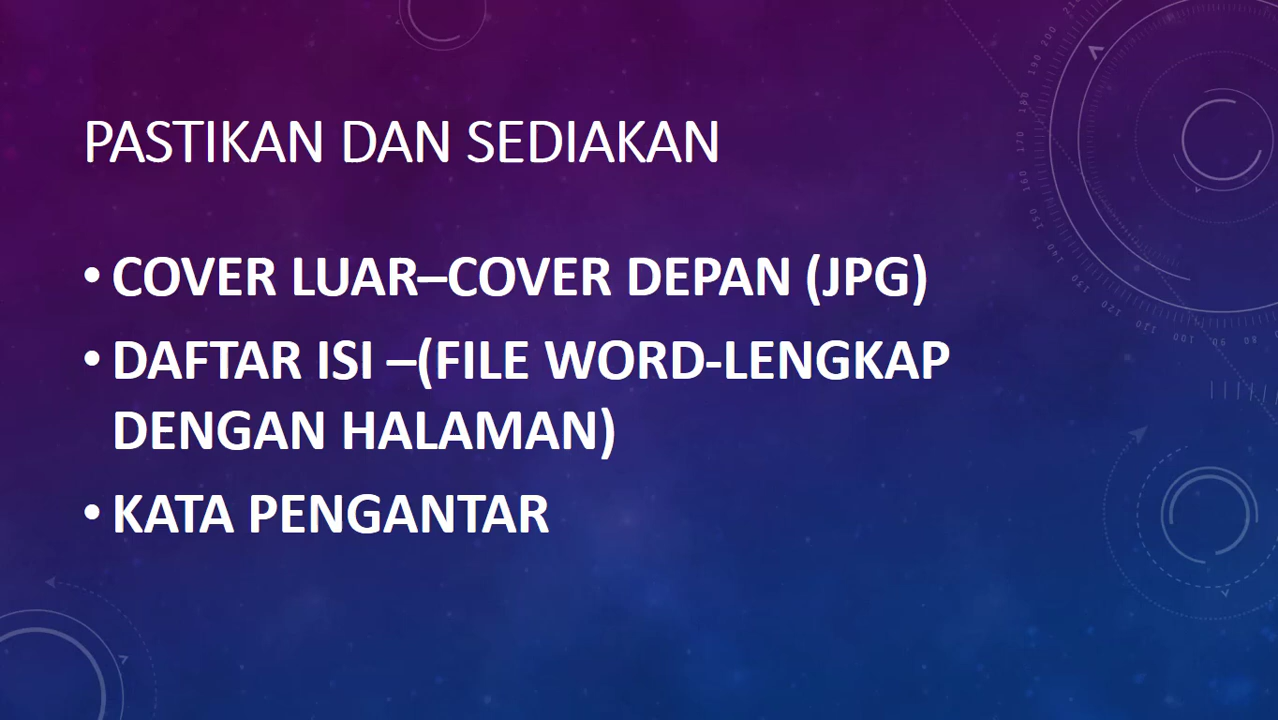 PASTIKAN DAN SEDIAKAN
• COVER LUAR–COVER DEPAN (JPG)
• DAFTAR ISI –(FILE WORD-LENGKAP
DENGAN HALAMAN)
• KATA PENGANTAR